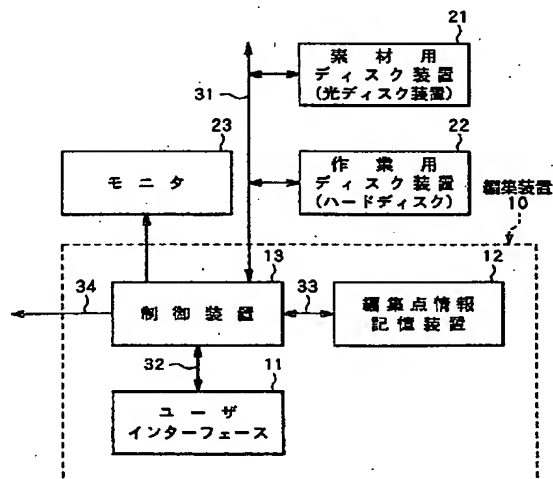 21
素材用
ディスク装置
(光ディスク装置)
31
23
モニタ
22
作業用
ディスク装置
(ハードディスク)
編集装置
10
34
13
制御装置
33
12
編集点情報
記憶装置
32
11
ユーザ
インターフェース